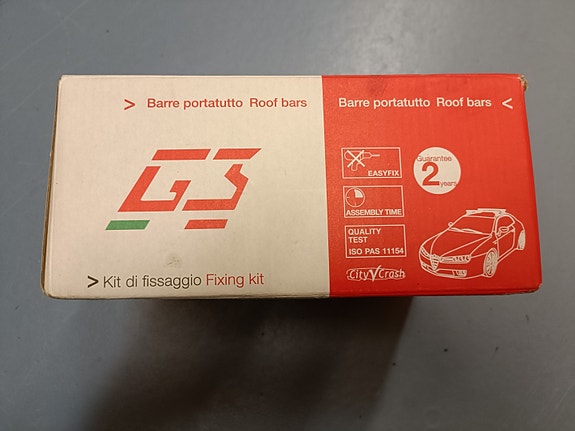 > Barre portatutto Roof bars
G3
> Kit di fissaggio Fixing kit
Barre portatutto Roof bars <
EASYFIX
Guarantee
2
years
ASSEMBLY TIME
QUALITY
TEST
ISO PAS 11154
City Crash